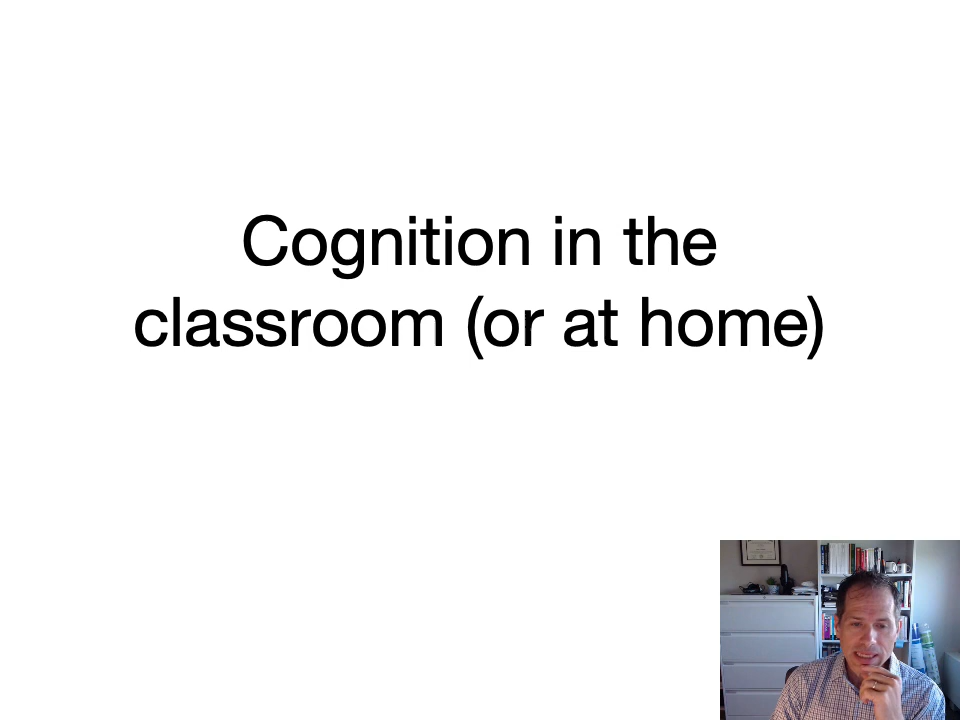 Cognition in the
classroom (or at home)